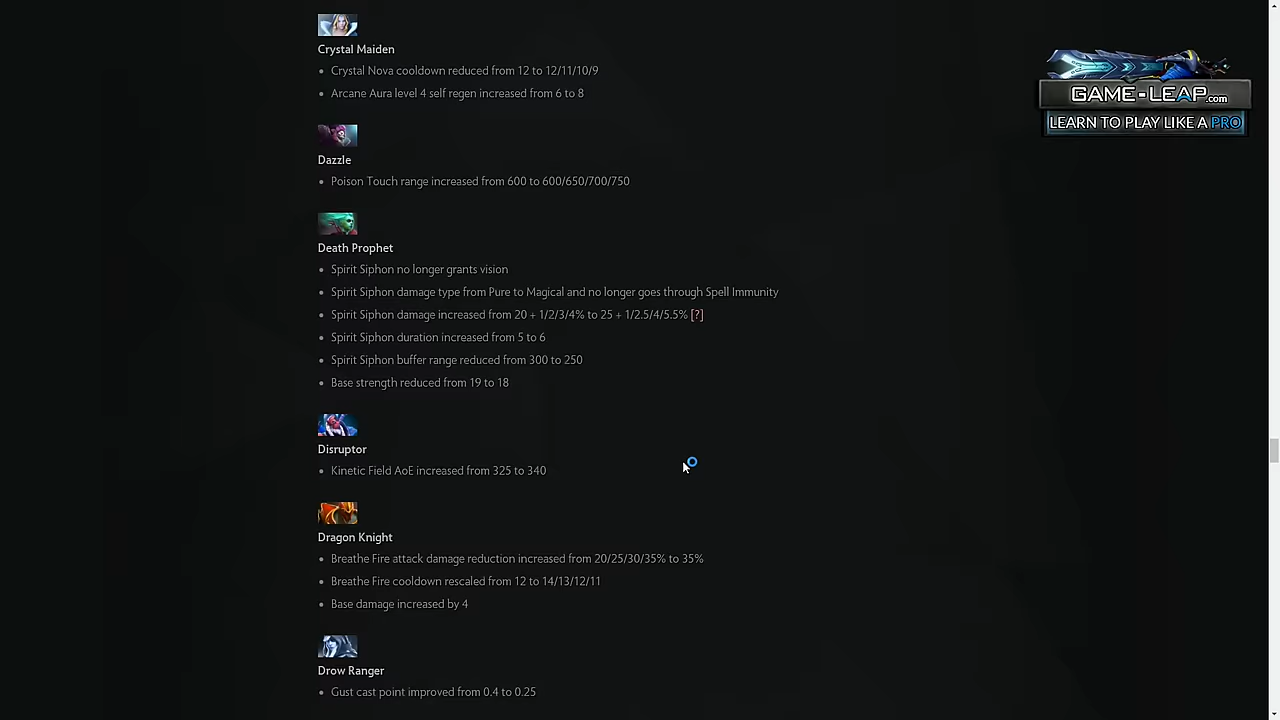 Crystal Maiden
• Crystal Nova cooldown reduced from 12 to 12/11/10/9
• Arcane Aura level 4 self regen increased from 6 to 8
GAME-LEAP.com
LEARN TO PLAY LIKE A PRO
Dazzle
• Poison Touch range increased from 600 to 600/650/700/750
Death Prophet
• Spirit Siphon no longer grants vision
• Spirit Siphon damage type from Pure to Magical and no longer goes through Spell Immunity
• Spirit Siphon damage increased from 20 + 1/2/3/4% to 25 + 1/2.5/4/5.5% [?]
• Spirit Siphon duration increased from 5 to 6
• Spirit Siphon buffer range reduced from 300 to 250
• Base strength reduced from 19 to 18
Disruptor
• Kinetic Field AoE increased from 325 to 340
Dragon Knight
• Breathe Fire attack damage reduction increased from 20/25/30/35% to 35%
• Breathe Fire cooldown rescaled from 12 to 14/13/12/11
• Base damage increased by 4
Drow Ranger
• Gust cast point improved from 0.4 to 0.25